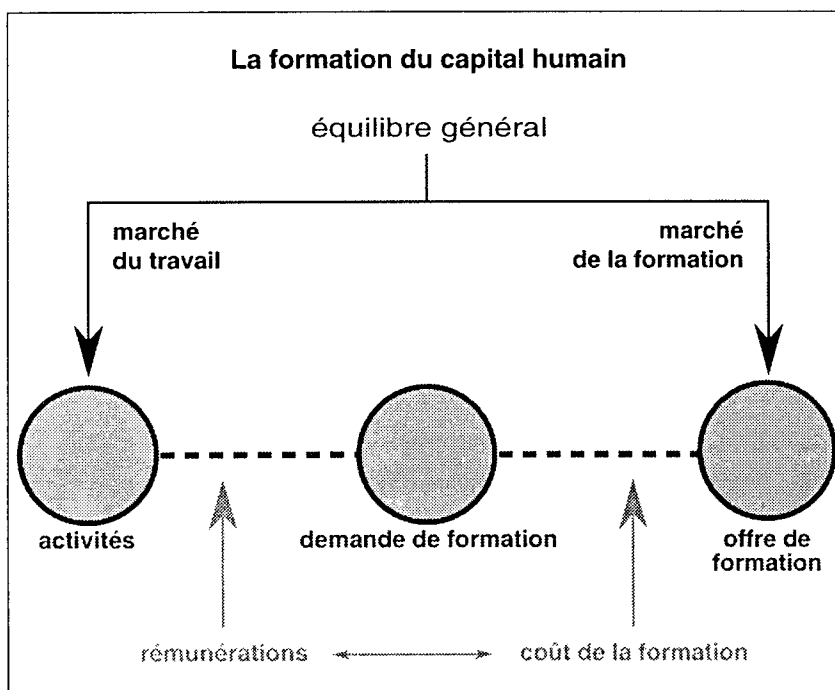 La formation du capital humain
équilibre général
marché
du travail
marché
de la formation
activités
demande de formation
offre de
formation
rémunérations
coût de la formation